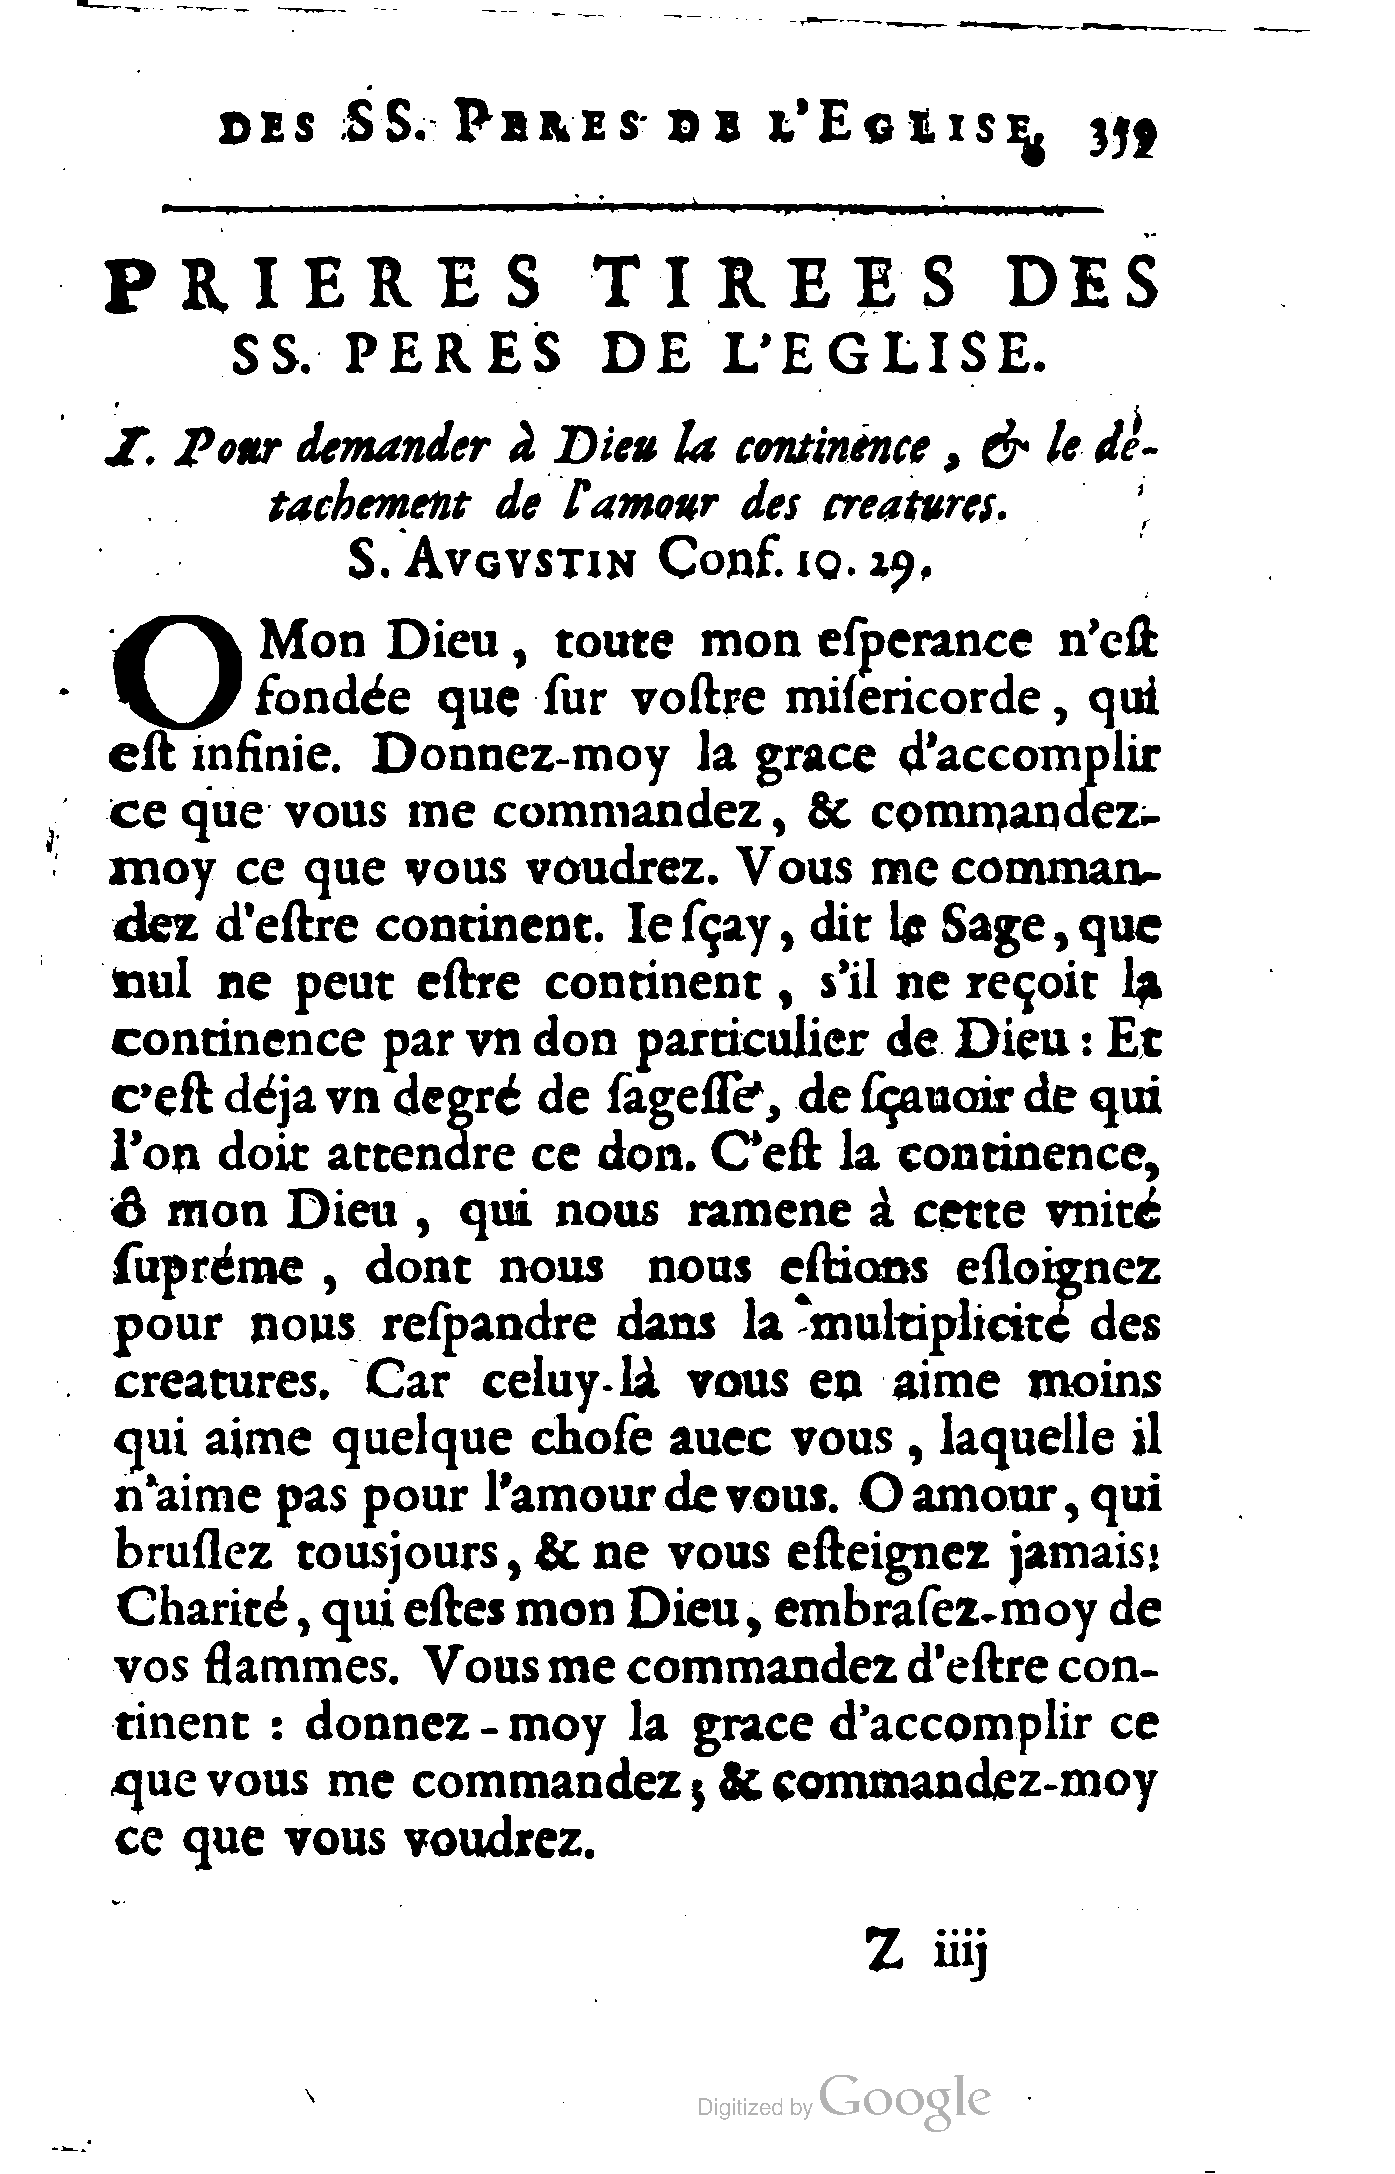 DES SS. PERES DE L'EGLISE. 359
PRIERES TIREES DES
SS. PERES DE L'EGLISE.
I. Pour demander à Dieu la continence, & le dé-
tachement de l'amour des creatures.
S. AVGVSTIN Conf. 10. 29.
O Mon Dieu, toute mon eſperance n'eſt
fondée que ſur voſtre miſericorde, qui
eſt infinie. Donnez-moy la grace d'accomplir
ce que vous me commandez, & commandez-
moy ce que vous voudrez. Vous me comman-
dez d'eſtre continent. Ie ſçay, dit le Sage, que
nul ne peut eſtre continent, s'il ne reçoit la
continence par vn don particulier de Dieu : Et
c'eſt déja vn degré de ſageſſe, de ſçauoir de qui
l'on doit attendre ce don. C'eſt la continence,
ô mon Dieu, qui nous ramene à cette vnité
ſupréme, dont nous nous eſtions eſloignez
pour nous reſpandre dans la multiplicité des
creatures. Car celuy-là vous en aime moins
qui aime quelque choſe auec vous, laquelle il
n'aime pas pour l'amour de vous. O amour, qui
bruſlez tousjours, & ne vous eſteignez jamais;
Charité, qui eſtes mon Dieu, embraſez-moy de
vos flammes. Vous me commandez d'eſtre con-
tinent : donnez-moy la grace d'accomplir ce
que vous me commandez; & commandez-moy
ce que vous voudrez.
Z iiij
Digitized by Google